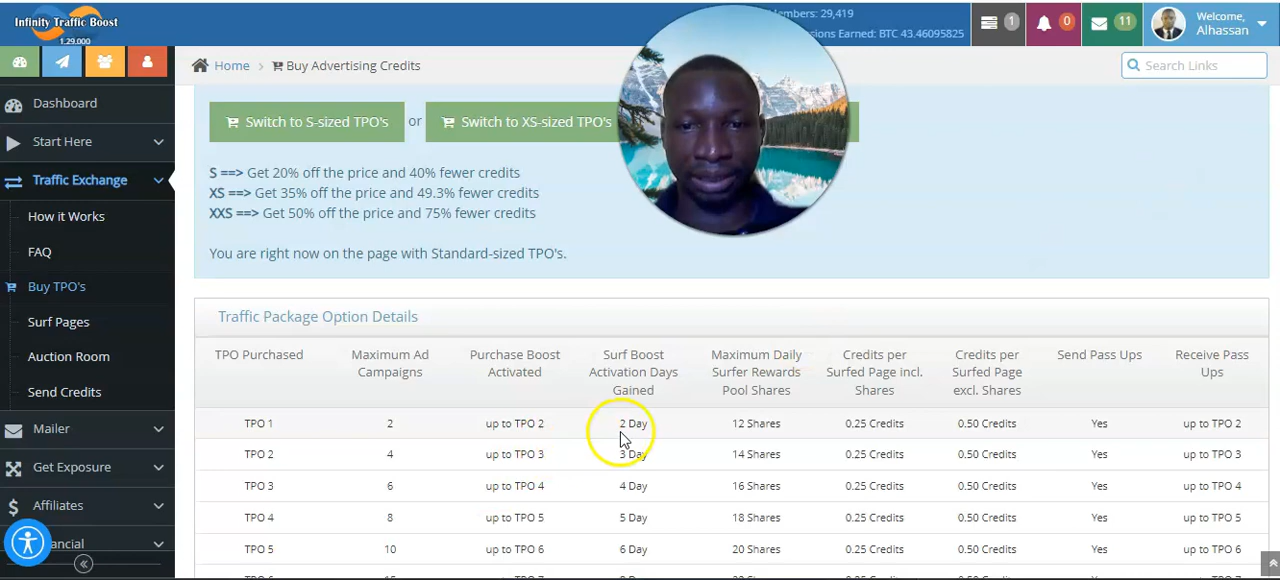 Infinity Traffic Boost
1.29.000
Members: 29,419
sions Earned: BTC 43.46095825
1
0
11
Welcome,
Alhassan
Home > Buy Advertising Credits
Search Links
Dashboard
Start Here
Traffic Exchange
How it Works
FAQ
Buy TPO's
Surf Pages
Auction Room
Send Credits
Mailer
Get Exposure
Affiliates
ancial
Switch to S-sized TPO's or Switch to XS-sized TPO's
S ==> Get 20% off the price and 40% fewer credits
XS ==> Get 35% off the price and 49.3% fewer credits
XXS ==> Get 50% off the price and 75% fewer credits
You are right now on the page with Standard-sized TPO's.
Traffic Package Option Details
TPO Purchased Maximum Ad Campaigns Purchase Boost Activated Surf Boost Activation Days Gained Maximum Daily Surfer Rewards Pool Shares Credits per Surfed Page incl. Shares Credits per Surfed Page excl. Shares Send Pass Ups Receive Pass Ups
TPO 1 2 up to TPO 2 2 Day 12 Shares 0.25 Credits 0.50 Credits Yes up to TPO 2
TPO 2 4 up to TPO 3 3 Day 14 Shares 0.25 Credits 0.50 Credits Yes up to TPO 3
TPO 3 6 up to TPO 4 4 Day 16 Shares 0.25 Credits 0.50 Credits Yes up to TPO 4
TPO 4 8 up to TPO 5 5 Day 18 Shares 0.25 Credits 0.50 Credits Yes up to TPO 5
TPO 5 10 up to TPO 6 6 Day 20 Shares 0.25 Credits 0.50 Credits Yes up to TPO 6